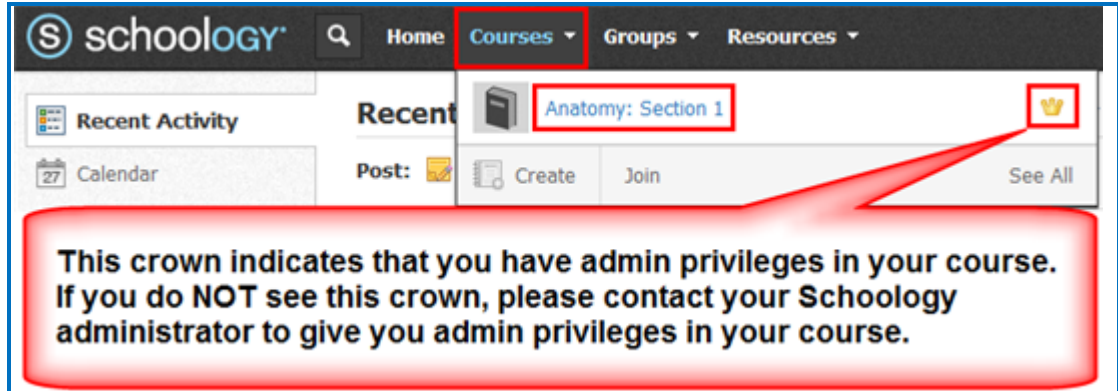 S schoology Home Courses Groups Resources
Recent Activity
Recent
Anatomy: Section 1
27 Calendar
Post:
Create Join See All
This crown indicates that you have admin privileges in your course.
If you do NOT see this crown, please contact your Schoology
administrator to give you admin privileges in your course.